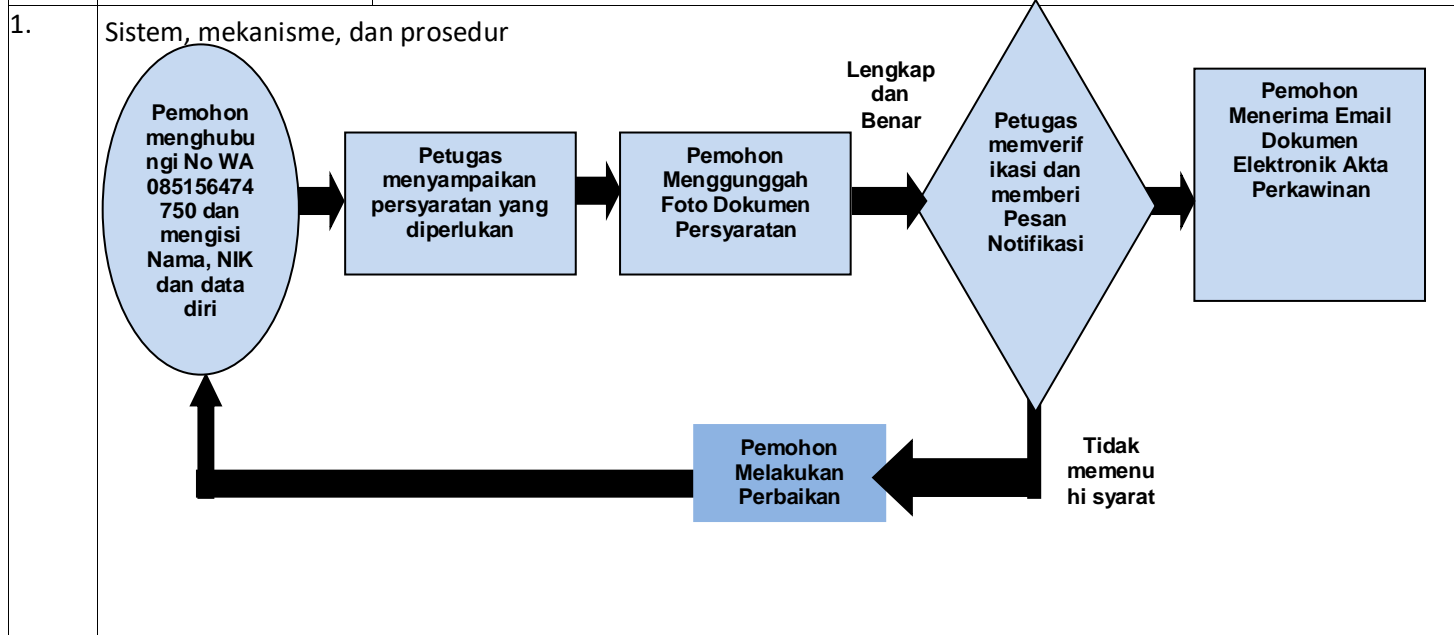 1.
Sistem, mekanisme, dan prosedur
Pemohon
menghubu
ngi No WA
085156474
750 dan
mengisi
Nama, NIK
dan data
diri
Petugas
menyampaikan
persyaratan yang
diperlukan
Pemohon
Menggunggah
Foto Dokumen
Persyaratan
Lengkap
dan
Benar
Petugas
memverif
ikasi dan
memberi
Pesan
Notifikasi
Pemohon
Menerima Email
Dokumen
Elektronik Akta
Perkawinan
Pemohon
Melakukan
Perbaikan
Tidak
memenu
hi syarat